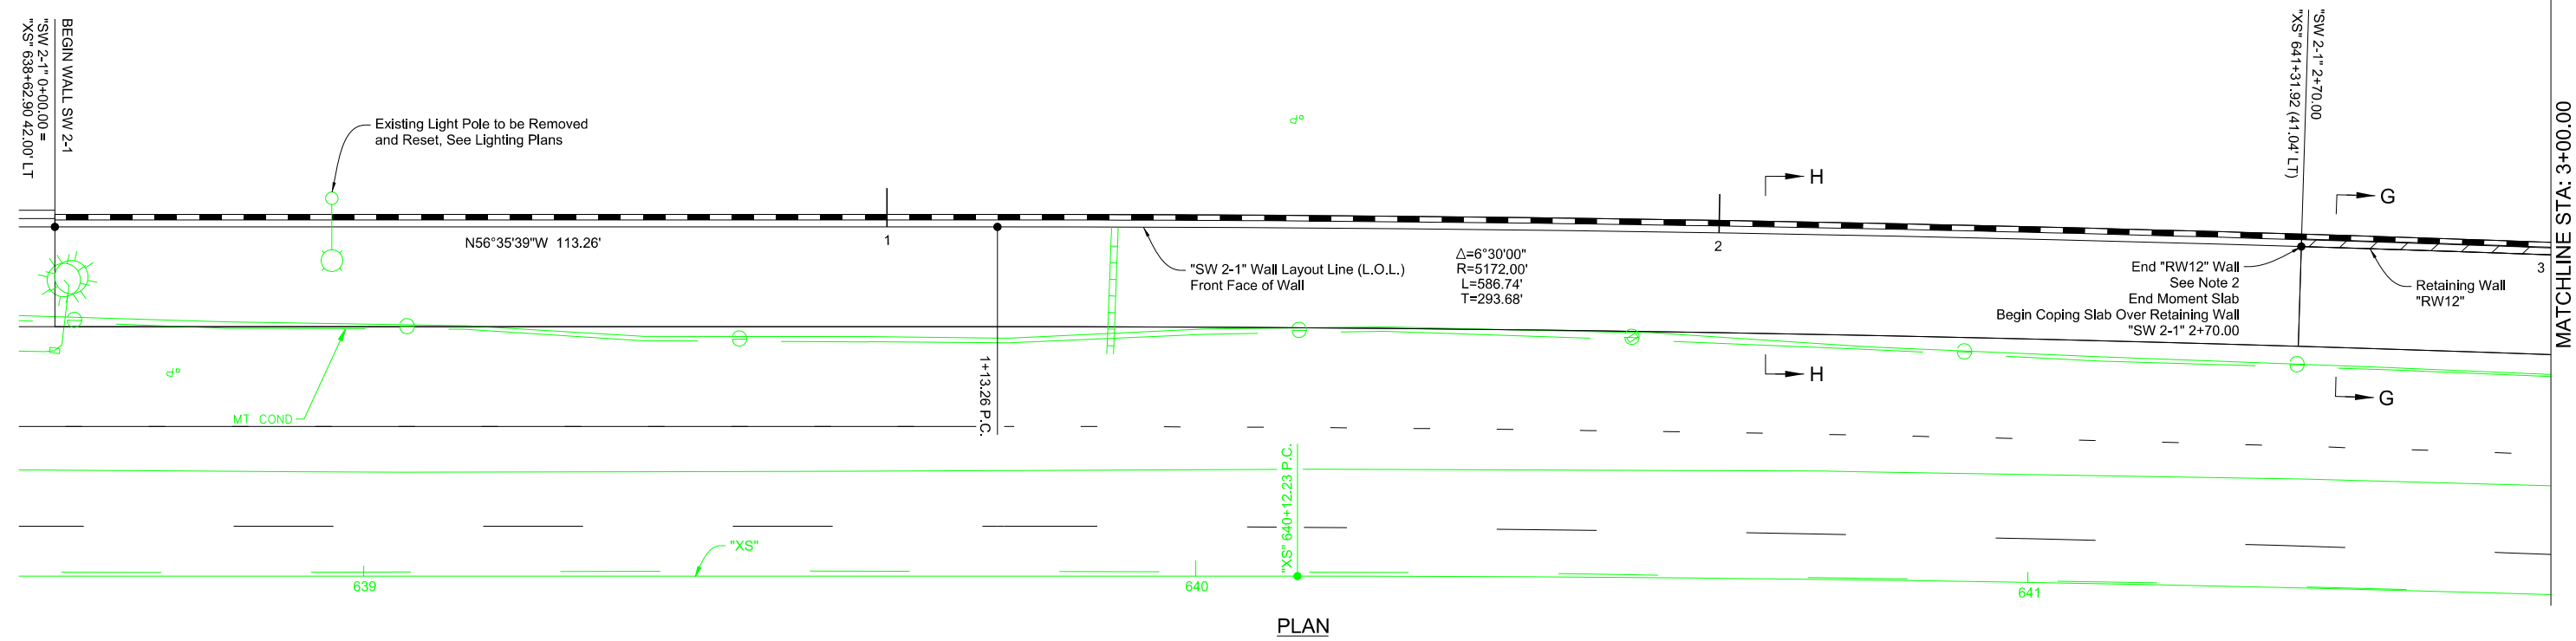 BEGIN WALL SW 2-1
"SW 2-1" 0+00.00 =
"XS" 638+62.90 42.00' LT
Existing Light Pole to be Removed
and Reset, See Lighting Plans
N56°35'39"W 113.26'
1
1+13.26 P.C.
"SW 2-1" Wall Layout Line (L.O.L.)
Front Face of Wall
Δ=6°30'00"
R=5172.00'
L=586.74'
T=293.68'
2
H
H
"SW 2-1" 2+70.00
"XS" 641+31.92 (41.04' LT)
G
G
End "RW12" Wall
See Note 2
End Moment Slab
Begin Coping Slab Over Retaining Wall
"SW 2-1" 2+70.00
Retaining Wall
"RW12"
3
MATCHLINE STA: 3+00.00
MT COND
"XS"
"XS" 640+12.23 P.C.
639
640
641
PLAN